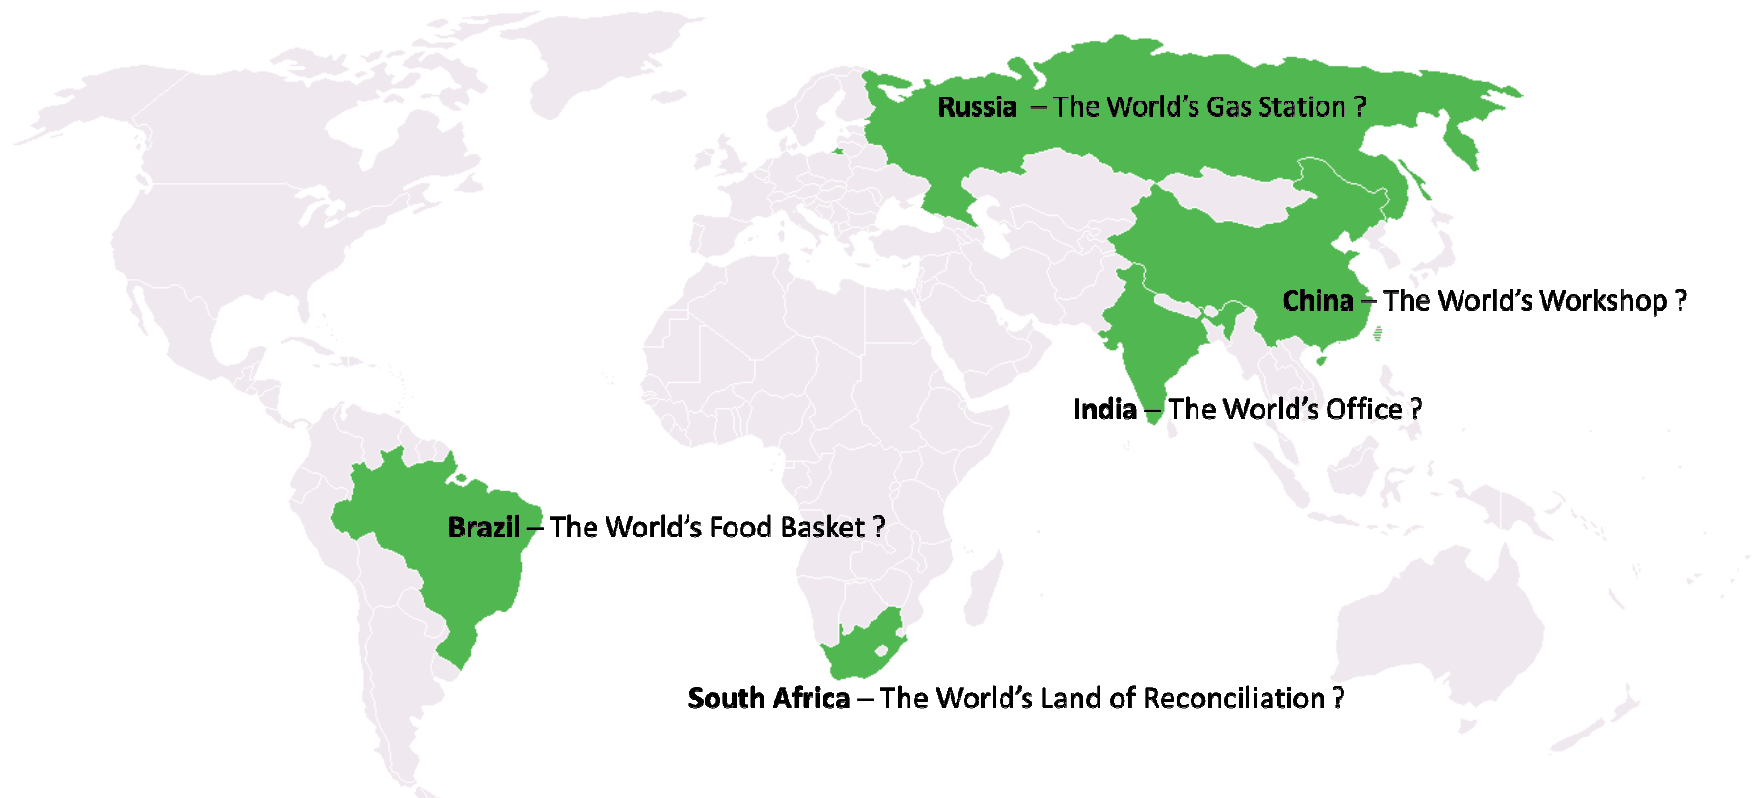 Russia – The World's Gas Station ?
China – The World's Workshop ?
India – The World's Office ?
Brazil – The World's Food Basket ?
South Africa – The World's Land of Reconciliation ?